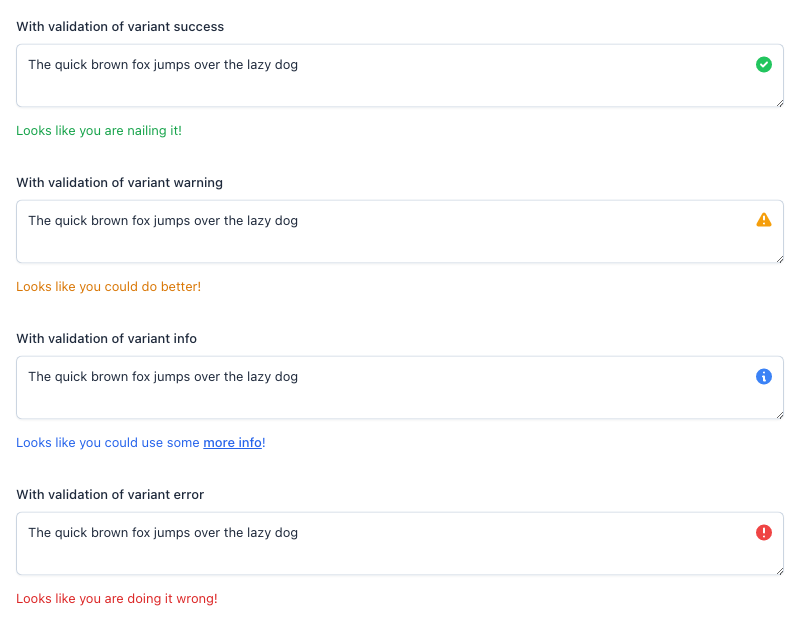 With validation of variant success
The quick brown fox jumps over the lazy dog
Looks like you are nailing it!
With validation of variant warning
The quick brown fox jumps over the lazy dog
Looks like you could do better!
With validation of variant info
The quick brown fox jumps over the lazy dog
Looks like you could use some more info!
With validation of variant error
The quick brown fox jumps over the lazy dog
Looks like you are doing it wrong!